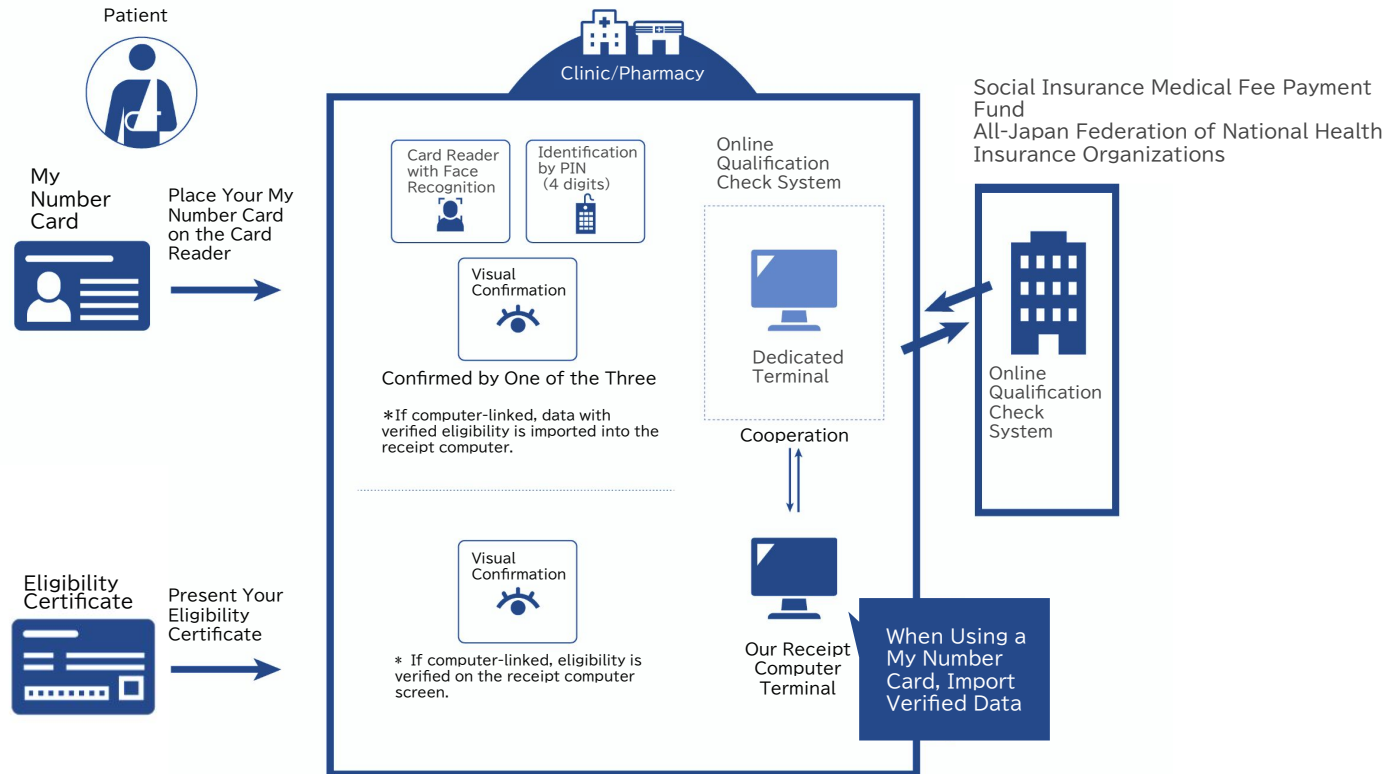 Patient
My
Number
Card
Place Your My
Number Card
on the Card
Reader
Clinic/Pharmacy
Card Reader
with Face
Recognition
Identification
by PIN
(4 digits)
Visual
Confirmation
Confirmed by One of the Three
*If computer-linked, data with
verified eligibility is imported into the
receipt computer.
Online
Qualification
Check System
Dedicated
Terminal
Cooperation
Social Insurance Medical Fee Payment
Fund
All-Japan Federation of National Health
Insurance Organizations
Online
Qualification
Check
System
Eligibility
Certificate
Present Your
Eligibility
Certificate
Visual
Confirmation
* If computer-linked, eligibility is
verified on the receipt computer
screen.
Our Receipt
Computer
Terminal
When Using a
My Number
Card, Import
Verified Data